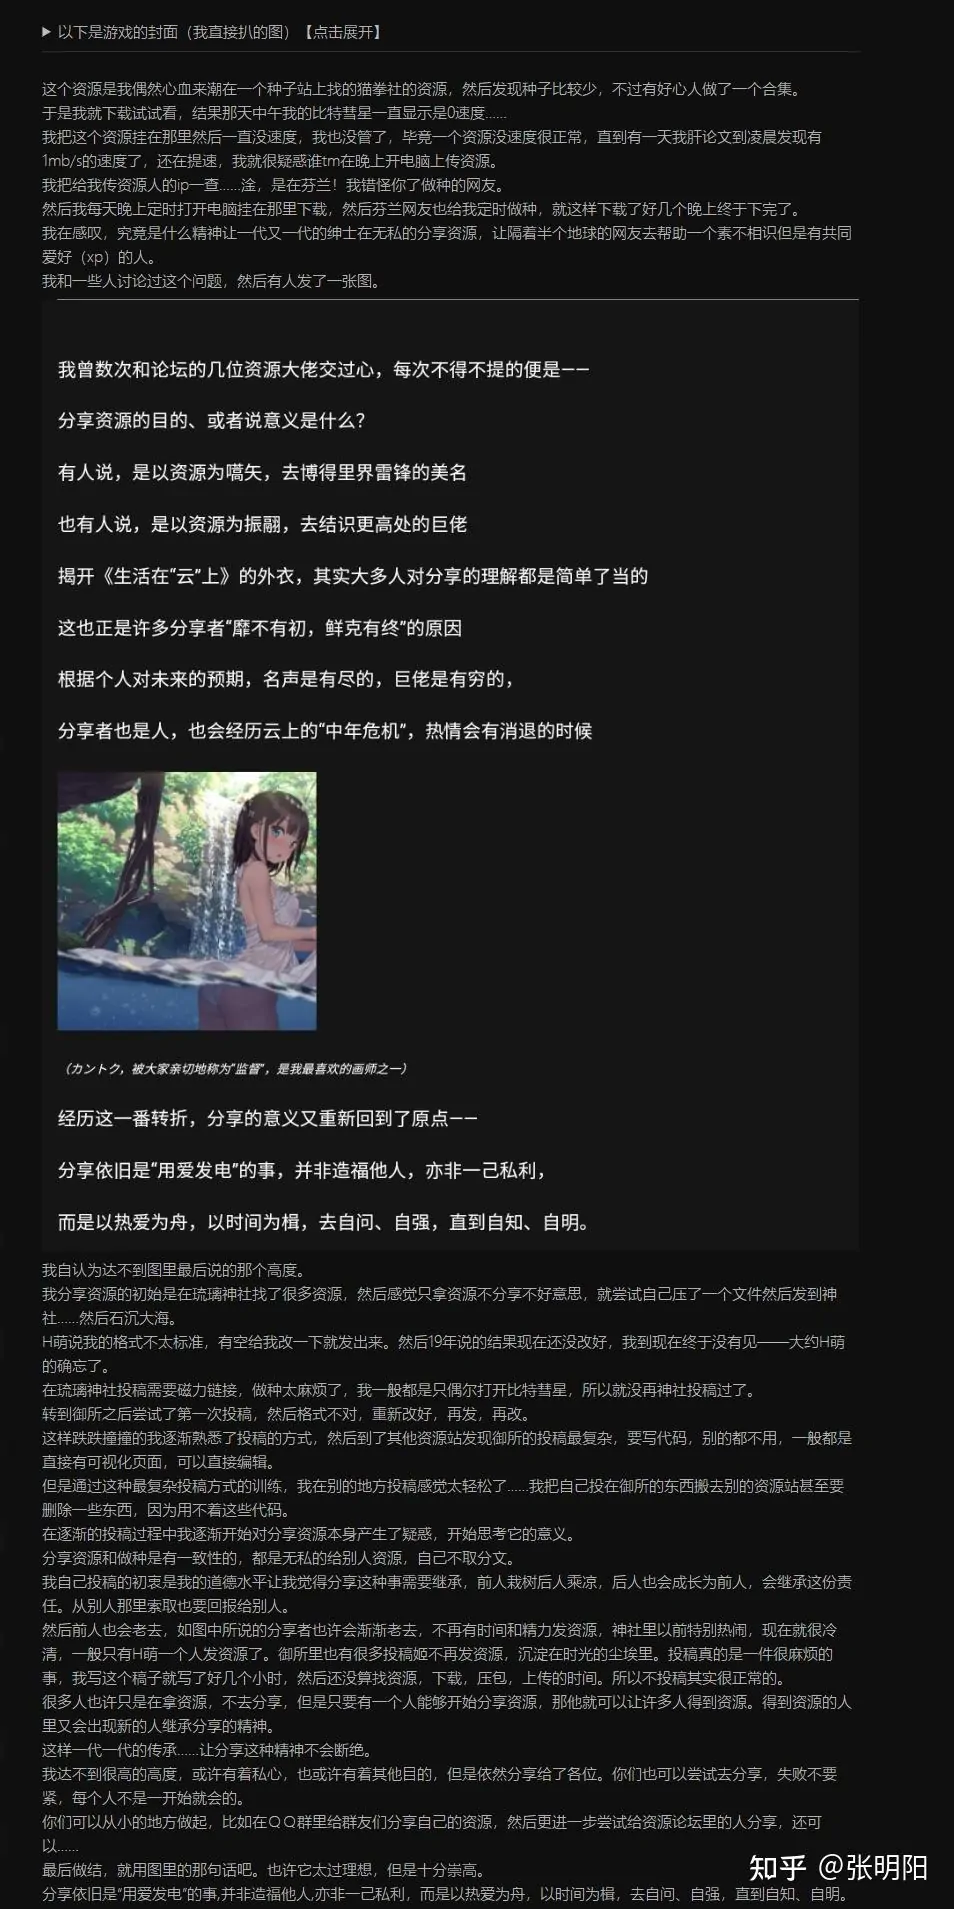 ▶ 以下是游戏的封面（我直接扒的图）【点击展开】
这个资源是我偶然心血来潮在一个种子站上找的猫拳社的资源，然后发现种子比较少，不过有好心人做了一个合集。
于是我就下载试试看，结果那天中午我的比特彗星一直显示是0速度......
我把这个资源挂在那里然后一直没速度，我也没管了，毕竟一个资源没速度很正常，直到有一天我肝论文到凌晨发现有
1mb/s的速度了，还在提速，我就很疑惑谁tm在晚上开电脑上传资源。
我把给我传资源人的ip一查......淦，是在芬兰！我错怪你了做种的网友。
然后我每天晚上定时打开电脑挂在那里下载，然后芬兰网友也给我定时做种，就这样下载了好几个晚上终于下完了。
我在感叹，究竟是什么精神让一代又一代的绅士在无私的分享资源，让隔着半个地球的网友去帮助一个素不相识但是有共同
爱好（xp）的人。
我和一些人讨论过这个问题，然后有人发了一张图。
我曾数次和论坛的几位资源大佬交过心，每次不得不提的便是——
分享资源的目的、或者说意义是什么？
有人说，是以资源为嚆矢，去博得里界雷锋的美名
也有人说，是以资源为振翮，去结识更高处的巨佬
揭开《生活在“云”上》的外衣，其实大多人对分享的理解都是简单了当的
这也正是许多分享者“靡不有初，鲜克有终”的原因
根据个人对未来的预期，名声是有尽的，巨佬是有穷的，
分享者也是人，也会经历云上的“中年危机”，热情会有消退的时候
（カントク，被大家亲切地称为“监督”，是我最喜欢的画师之一）
经历这一番转折，分享的意义又重新回到了原点——
分享依旧是“用爱发电”的事，并非造福他人，亦非一己私利，
而是以热爱为舟，以时间为楫，去自问、自强，直到自知、自明。
我自认为达不到图里最后说的那个高度。
我分享资源的初始是在琉璃神社找了很多资源，然后感觉只拿资源不分享不好意思，就尝试自己压了一个文件然后发到神
社......然后石沉大海。
H萌说我的格式不太标准，有空给我改一下就发出来。然后19年说的结果现在还没改好，我到现在终于没有见——大约H萌
的确忘了。
在琉璃神社投稿需要磁力链接，做种太麻烦了，我一般都是只偶尔打开比特彗星，所以就没再神社投稿过了。
转到御所之后尝试了第一次投稿，然后格式不对，重新改好，再发，再改。
这样跌跌撞撞的我逐渐熟悉了投稿的方式，然后到了其他资源站发现御所的投稿最复杂，要写代码，别的都不用，一般都是
直接有可视化页面，可以直接编辑。
但是通过这种最复杂投稿方式的训练，我在别的地方投稿感觉太轻松了......我把自己投在御所的东西搬去别的资源站甚至要
删除一些东西，因为用不着这些代码。
在逐渐的投稿过程中我逐渐开始对分享资源本身产生了疑惑，开始思考它的意义。
分享资源和做种是有一致性的，都是无私的给别人资源，自己不取分文。
我自己投稿的初衷是我的道德水平让我觉得分享这种事需要继承，前人栽树后人乘凉，后人也会成长为前人，会继承这份责
任。从别人那里索取也要回报给别人。
然后前人也会老去，如图中所说的分享者也许会渐渐老去，不再有时间和精力发资源，神社里以前特别热闹，现在就很冷
清，一般只有H萌一个人发资源了。御所里也有很多投稿姬不再发资源，沉淀在时光的尘埃里。投稿真的是一件很麻烦的
事，我写这个稿子就写了好几个小时，然后还没算找资源，下载，压包，上传的时间。所以不投稿其实很正常的。
很多人也许只是在拿资源，不去分享，但是只要有一个人能够开始分享资源，那他就可以让许多人得到资源。得到资源的人
里又会出现新的人继承分享的精神。
这样一代一代的传承......让分享这种精神不会断绝。
我达不到很高的高度，或许有着私心，也或许有着其他目的，但是依然分享给了各位。你们也可以尝试去分享，失败不要
紧，每个人不是一开始就会的。
你们可以从小的地方做起，比如在ＱＱ群里给群友们分享自己的资源，然后更进一步尝试给资源论坛里的人分享，还可
以......
最后做结，就用图里的那句话吧。也许它太过理想，但是十分崇高。
分享依旧是“用爱发电”的事,并非造福他人,亦非一己私利，而是以热爱为舟，以时间为楫，去自问、自强，直到自知、自明。
知乎 @张明阳